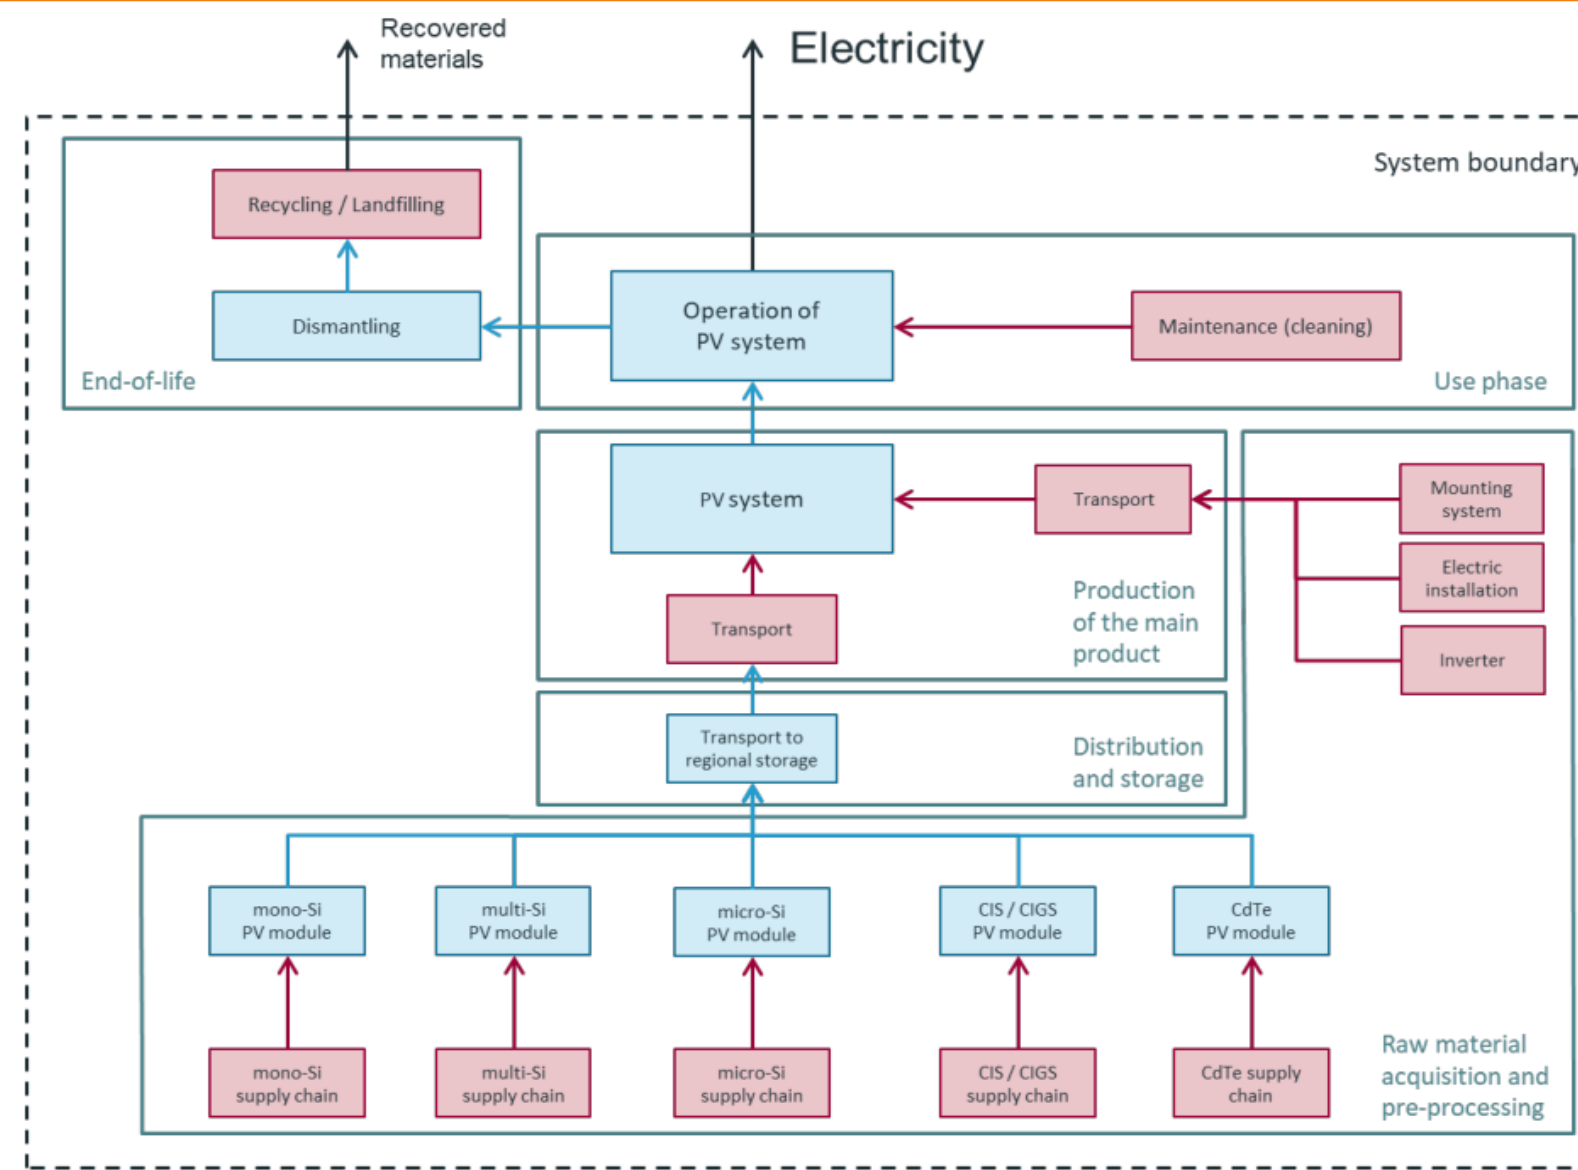 Recovered
materials
Electricity
System boundary
Recycling / Landfilling
Dismantling
End-of-life
Operation of
PV system
Maintenance (cleaning)
Use phase
PV system
Transport
Mounting
system
Electric
installation
Inverter
Transport
Production
of the main
product
Transport to
regional storage
Distribution
and storage
mono-Si
PV module
multi-Si
PV module
micro-Si
PV module
CIS / CIGS
PV module
CdTe
PV module
mono-Si
supply chain
multi-Si
supply chain
micro-Si
supply chain
CIS / CIGS
supply chain
CdTe supply
chain
Raw material
acquisition and
pre-processing